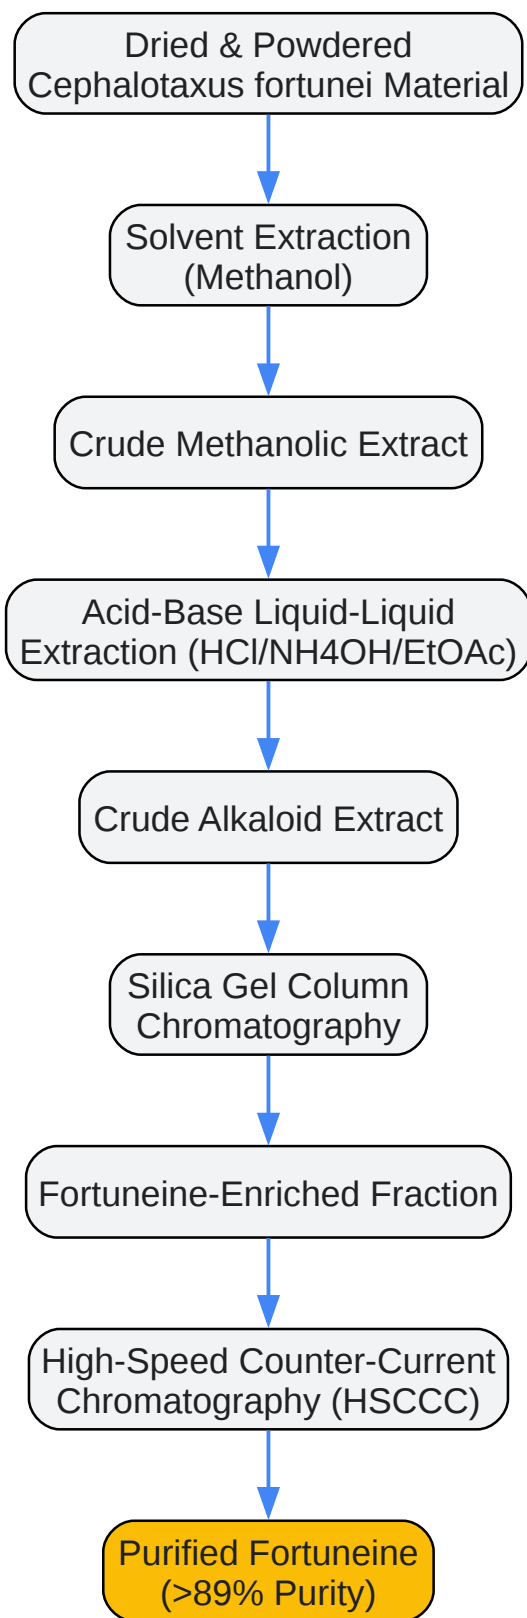 Dried & Powdered
Cephalotaxus fortunei Material
Solvent Extraction
(Methanol)
Crude Methanolic Extract
Acid-Base Liquid-Liquid
Extraction (HCl/NH4OH/EtOAc)
Crude Alkaloid Extract
Silica Gel Column
Chromatography
Fortuneine-Enriched Fraction
High-Speed Counter-Current
Chromatography (HSCCC)
Purified Fortuneine
(>89% Purity)